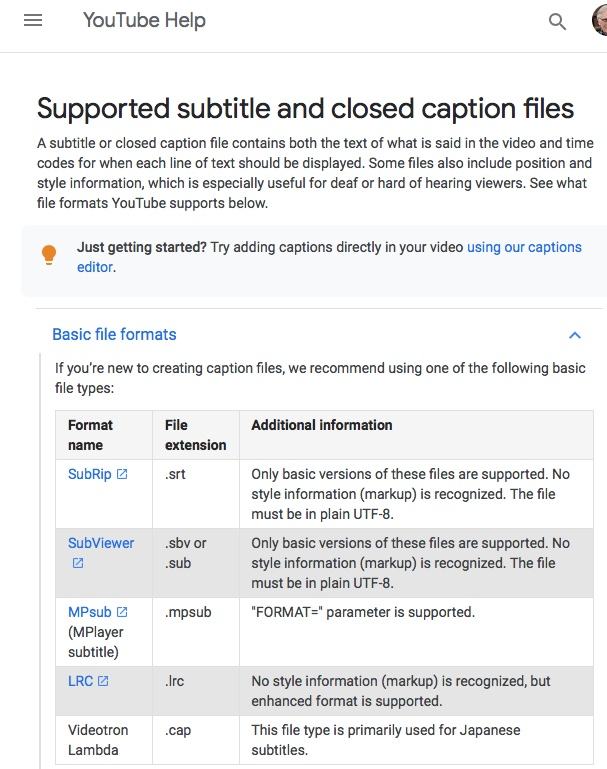 YouTube Help
Supported subtitle and closed caption files
A subtitle or closed caption file contains both the text of what is said in the video and time
codes for when each line of text should be displayed. Some files also include position and
style information, which is especially useful for deaf or hard of hearing viewers. See what
file formats YouTube supports below.
Just getting started? Try adding captions directly in your video using our captions
editor.
Basic file formats
If you’re new to creating caption files, we recommend using one of the following basic
file types:
Format
name
File
extension
Additional information
SubRip
.srt
Only basic versions of these files are supported. No
style information (markup) is recognized. The file
must be in plain UTF-8.
SubViewer
.sbv or
.sub
Only basic versions of these files are supported. No
style information (markup) is recognized. The file
must be in plain UTF-8.
MPsub
(MPlayer
subtitle)
.mpsub
"FORMAT=" parameter is supported.
LRC
.lrc
No style information (markup) is recognized, but
enhanced format is supported.
Videotron
Lambda
.cap
This file type is primarily used for Japanese
subtitles.